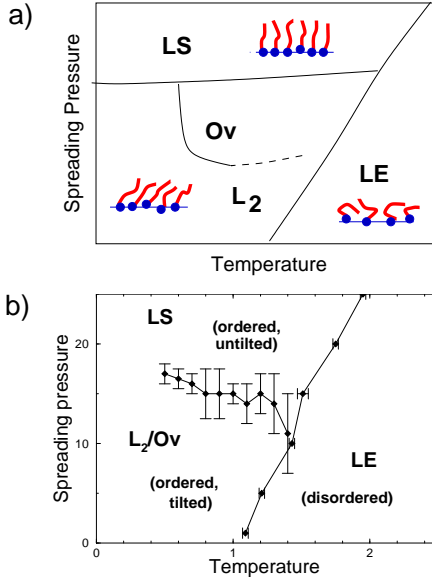 a)
LS
Ov
L2
LE
Spreading Pressure
Temperature
b)
LS
(ordered,
untilted)
L2/Ov
(ordered,
tilted)
LE
(disordered)
20
10
0
Spreading pressure
0
1
2
Temperature